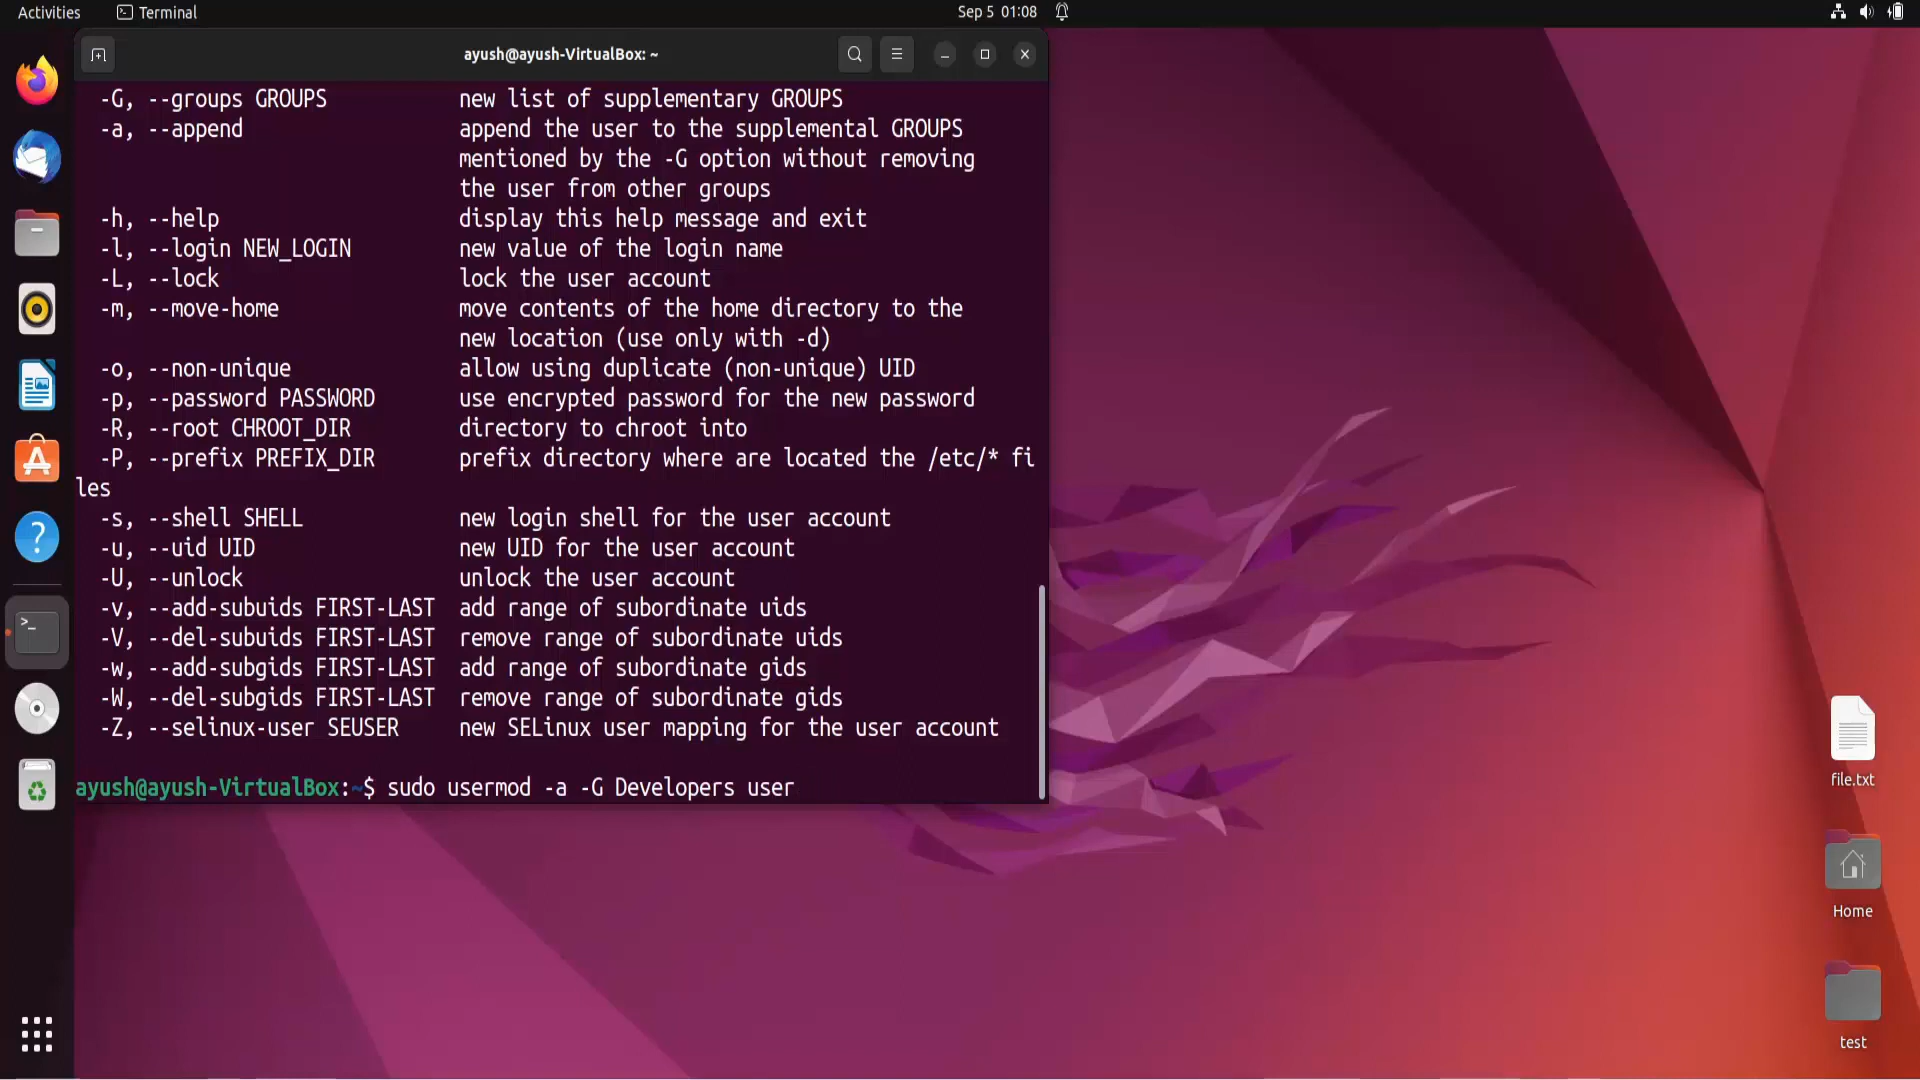 Activities
Terminal
Sep 5 01:08
ayush@ayush-VirtualBox: ~
-G, --groups GROUPS new list of supplementary GROUPS
-a, --append append the user to the supplemental GROUPS
mentioned by the -G option without removing
the user from other groups
-h, --help display this help message and exit
-l, --login NEW_LOGIN new value of the login name
-L, --lock lock the user account
-m, --move-home move contents of the home directory to the
new location (use only with -d)
-o, --non-unique allow using duplicate (non-unique) UID
-p, --password PASSWORD use encrypted password for the new password
-R, --root CHROOT_DIR directory to chroot into
-P, --prefix PREFIX_DIR prefix directory where are located the /etc/* fi
les
-s, --shell SHELL new login shell for the user account
-u, --uid UID new UID for the user account
-U, --unlock unlock the user account
-v, --add-subuids FIRST-LAST add range of subordinate uids
-V, --del-subuids FIRST-LAST remove range of subordinate uids
-w, --add-subgids FIRST-LAST add range of subordinate gids
-W, --del-subgids FIRST-LAST remove range of subordinate gids
-Z, --selinux-user SEUSER new SELinux user mapping for the user account
ayush@ayush-VirtualBox:~$ sudo usermod -a -G Developers user
file.txt
Home
test